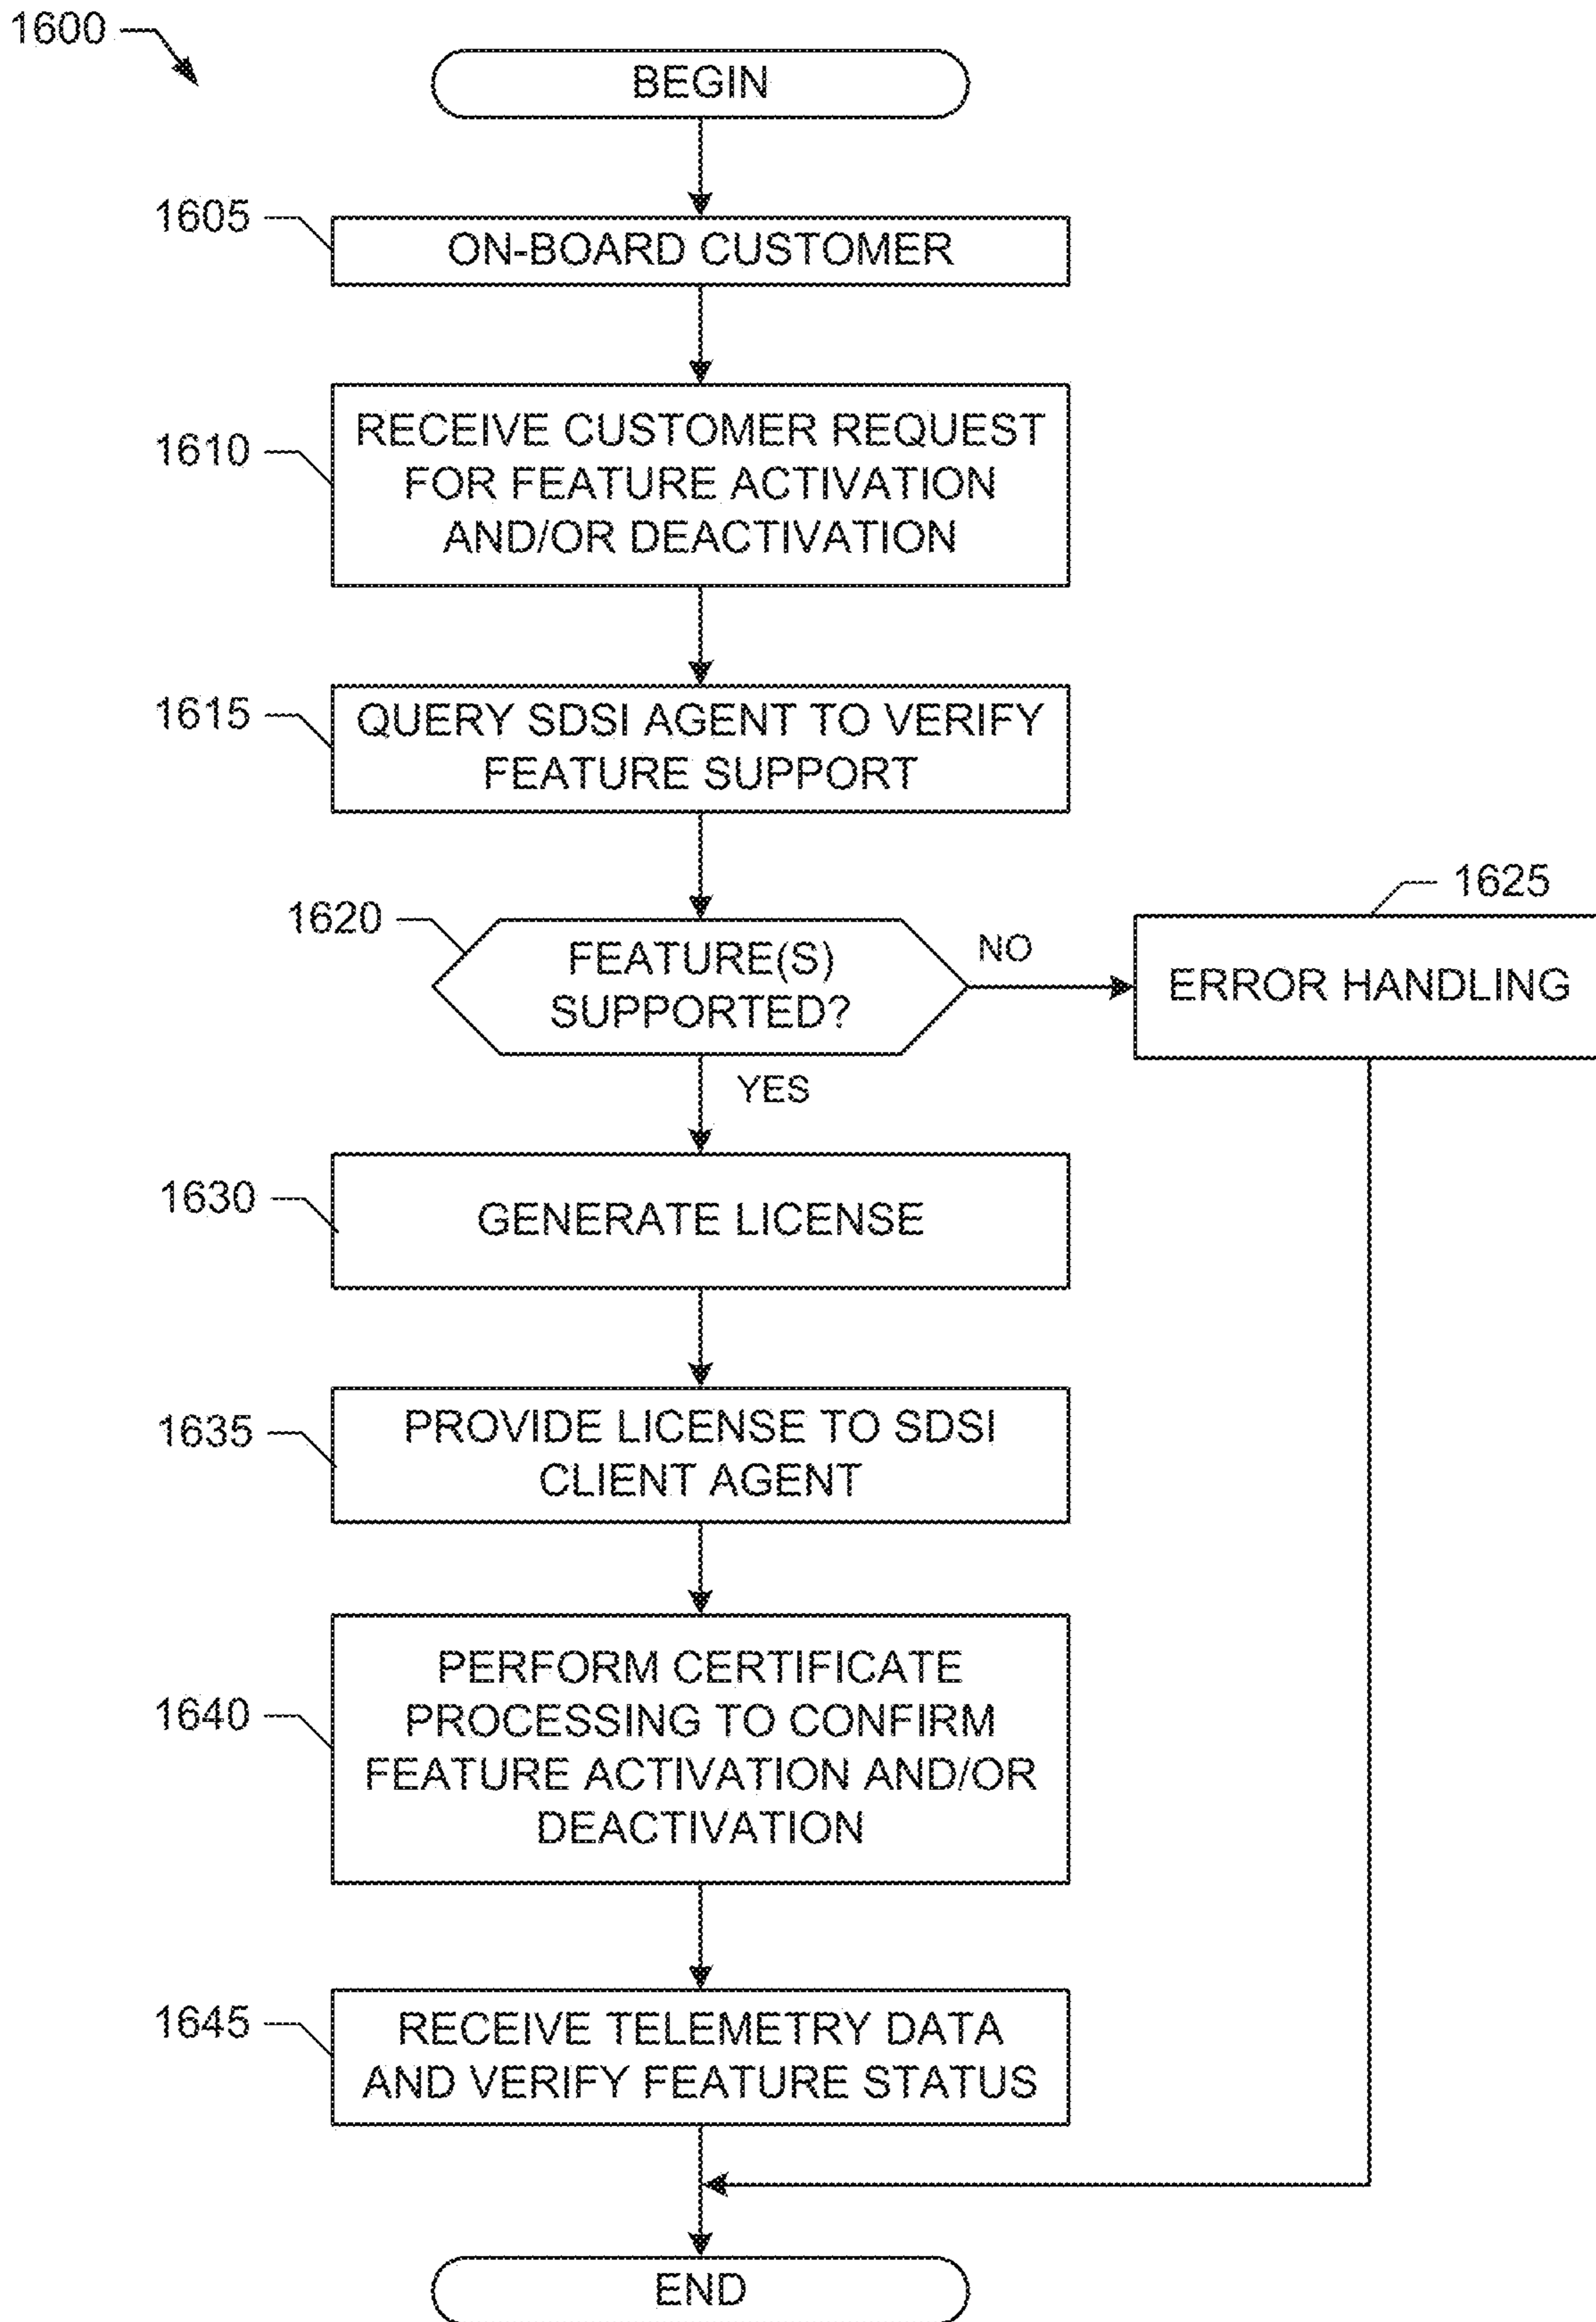 1600
BEGIN
1605
ON-BOARD CUSTOMER
1610
RECEIVE CUSTOMER REQUEST
FOR FEATURE ACTIVATION
AND/OR DEACTIVATION
1615
QUERY SDSI AGENT TO VERIFY
FEATURE SUPPORT
1620
FEATURE(S)
SUPPORTED?
NO
1625
ERROR HANDLING
YES
1630
GENERATE LICENSE
1635
PROVIDE LICENSE TO SDSI
CLIENT AGENT
1640
PERFORM CERTIFICATE
PROCESSING TO CONFIRM
FEATURE ACTIVATION AND/OR
DEACTIVATION
1645
RECEIVE TELEMETRY DATA
AND VERIFY FEATURE STATUS
END